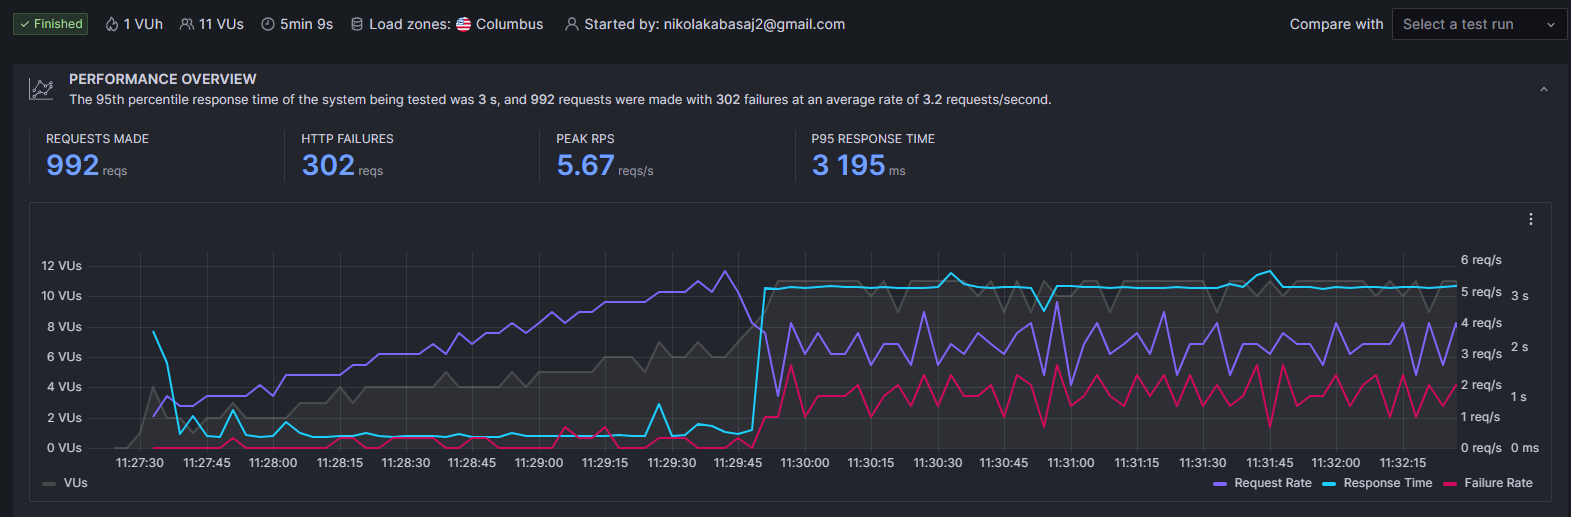 Finished 1 VUh 11 VUs 5min 9s Load zones: Columbus Started by: nikolakabasaj2@gmail.com Compare with Select a test run
PERFORMANCE OVERVIEW
The 95th percentile response time of the system being tested was 3 s, and 992 requests were made with 302 failures at an average rate of 3.2 requests/second.
REQUESTS MADE HTTP FAILURES PEAK RPS P95 RESPONSE TIME
992 reqs 302 reqs 5.67 reqs/s 3 195 ms
12 VUs 6 req/s
10 VUs 5 req/s 3 s
8 VUs 4 req/s
6 VUs 3 req/s 2 s
4 VUs 2 req/s 1 s
2 VUs 1 req/s
0 VUs 0 req/s 0 ms
11:27:30 11:27:45 11:28:00 11:28:15 11:28:30 11:28:45 11:29:00 11:29:15 11:29:30 11:29:45 11:30:00 11:30:15 11:30:30 11:30:45 11:31:00 11:31:15 11:31:30 11:31:45 11:32:00 11:32:15
VUs Request Rate Response Time Failure Rate